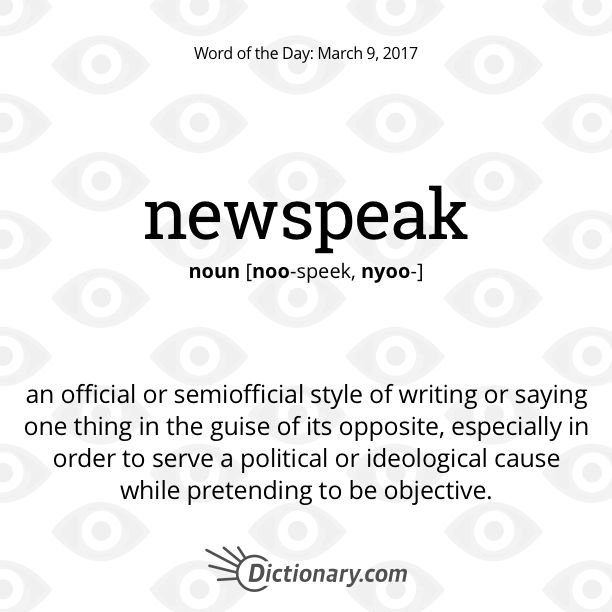 Word of the Day: March 9, 2017
newspeak
noun [noo-speek, nyoo-]
an official or semiofficial style of writing or saying
one thing in the guise of its opposite, especially in
order to serve a political or ideological cause
while pretending to be objective.
Dictionary.com